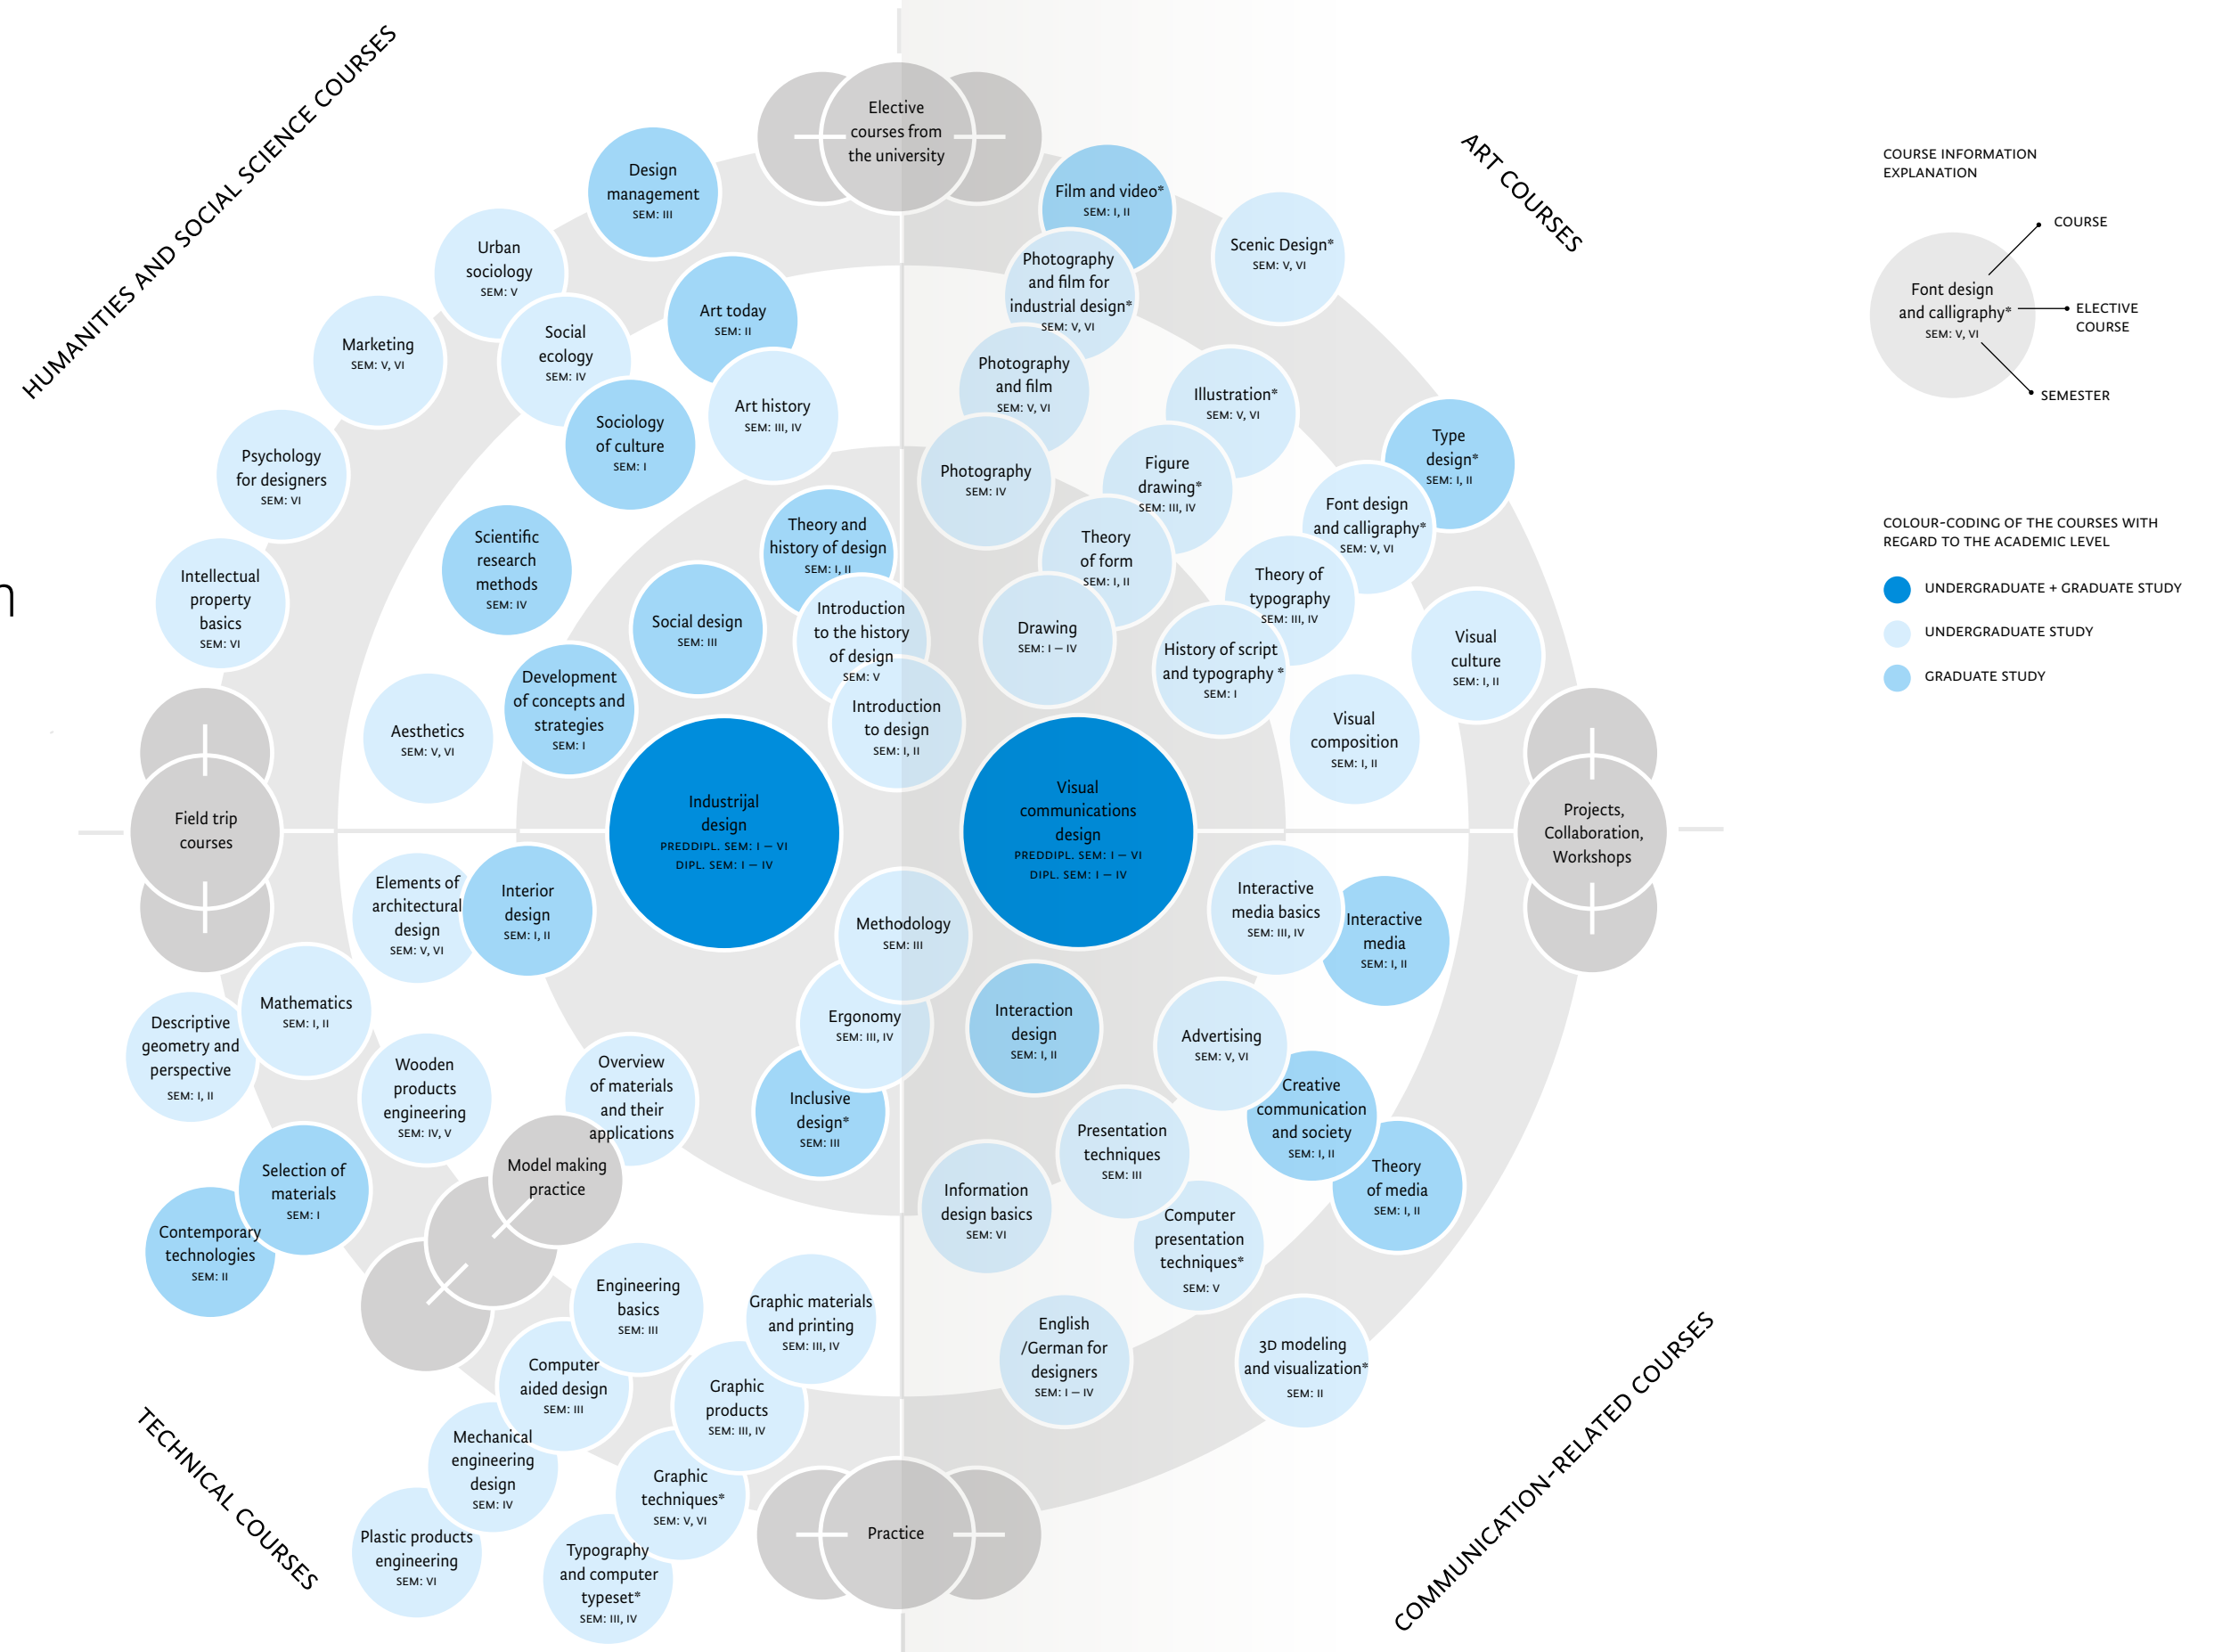 HUMANITIES AND SOCIAL SCIENCE COURSES
ART COURSES
TECHNICAL COURSES
COMMUNICATION-RELATED COURSES
n
Elective
courses from
the university
Design
management
SEM: III
Urban
sociology
SEM: V
Marketing
SEM: V, VI
Social
ecology
SEM: IV
Art today
SEM: II
Art history
SEM: III, IV
Sociology
of culture
SEM: I
Psychology
for designers
SEM: VI
Intellectual
property
basics
SEM: VI
Scientific
research
methods
SEM: IV
Theory and
history of design
SEM: I, II
Social design
SEM: III
Introduction
to the history
of design
SEM: V
Introduction
to design
SEM: I, II
Development
of concepts and
strategies
SEM: I
Aesthetics
SEM: V, VI
Film and video*
SEM: I, II
Scenic Design*
SEM: V, VI
Photography
and film for
industrial design*
SEM: V, VI
Photography
and film
SEM: V, VI
Photography
SEM: IV
Illustration*
SEM: V, VI
Figure
drawing*
SEM: III, IV
Theory
of form
SEM: I, II
Drawing
SEM: I – IV
Type
design*
SEM: I, II
Font design
and calligraphy*
SEM: V, VI
Theory of
typography
SEM: III, IV
History of script
and typography *
SEM: I
Visual
culture
SEM: I, II
Visual
composition
SEM: I, II
Field trip
courses
Industrijal
design
PREDDIPL. SEM: I – VI
DIPL. SEM: I – IV
Visual
communications
design
PREDDIPL. SEM: I – VI
DIPL. SEM: I – IV
Projects,
Collaboration,
Workshops
Elements of
architectural
design
SEM: V, VI
Interior
design
SEM: I, II
Mathematics
SEM: I, II
Descriptive
geometry and
perspective
SEM: I, II
Wooden
products
engineering
SEM: IV, V
Overview
of materials
and their
applications
Model making
practice
Selection of
materials
SEM: I
Contemporary
technologies
SEM: II
Methodology
SEM: III
Ergonomy
SEM: III, IV
Inclusive
design*
SEM: III
Engineering
basics
SEM: III
Computer
aided design
SEM: III
Mechanical
engineering
design
SEM: IV
Plastic products
engineering
SEM: VI
Graphic materials
and printing
SEM: III, IV
Graphic
products
SEM: III, IV
Graphic
techniques*
SEM: V, VI
Typography
and computer
typeset*
SEM: III, IV
Practice
Interactive
media basics
SEM: III, IV
Interactive
media
SEM: I, II
Interaction
design
SEM: I, II
Advertising
SEM: V, VI
Creative
communication
and society
SEM: I, II
Theory
of media
SEM: I, II
Presentation
techniques
SEM: III
Computer
presentation
techniques*
SEM: V
Information
design basics
SEM: VI
English
/German for
designers
SEM: I – IV
3D modeling
and visualization*
SEM: II
COURSE INFORMATION
EXPLANATION
COURSE
Font design
and calligraphy*
SEM: V, VI
ELECTIVE
COURSE
SEMESTER
COLOUR-CODING OF THE COURSES WITH
REGARD TO THE ACADEMIC LEVEL
UNDERGRADUATE + GRADUATE STUDY
UNDERGRADUATE STUDY
GRADUATE STUDY